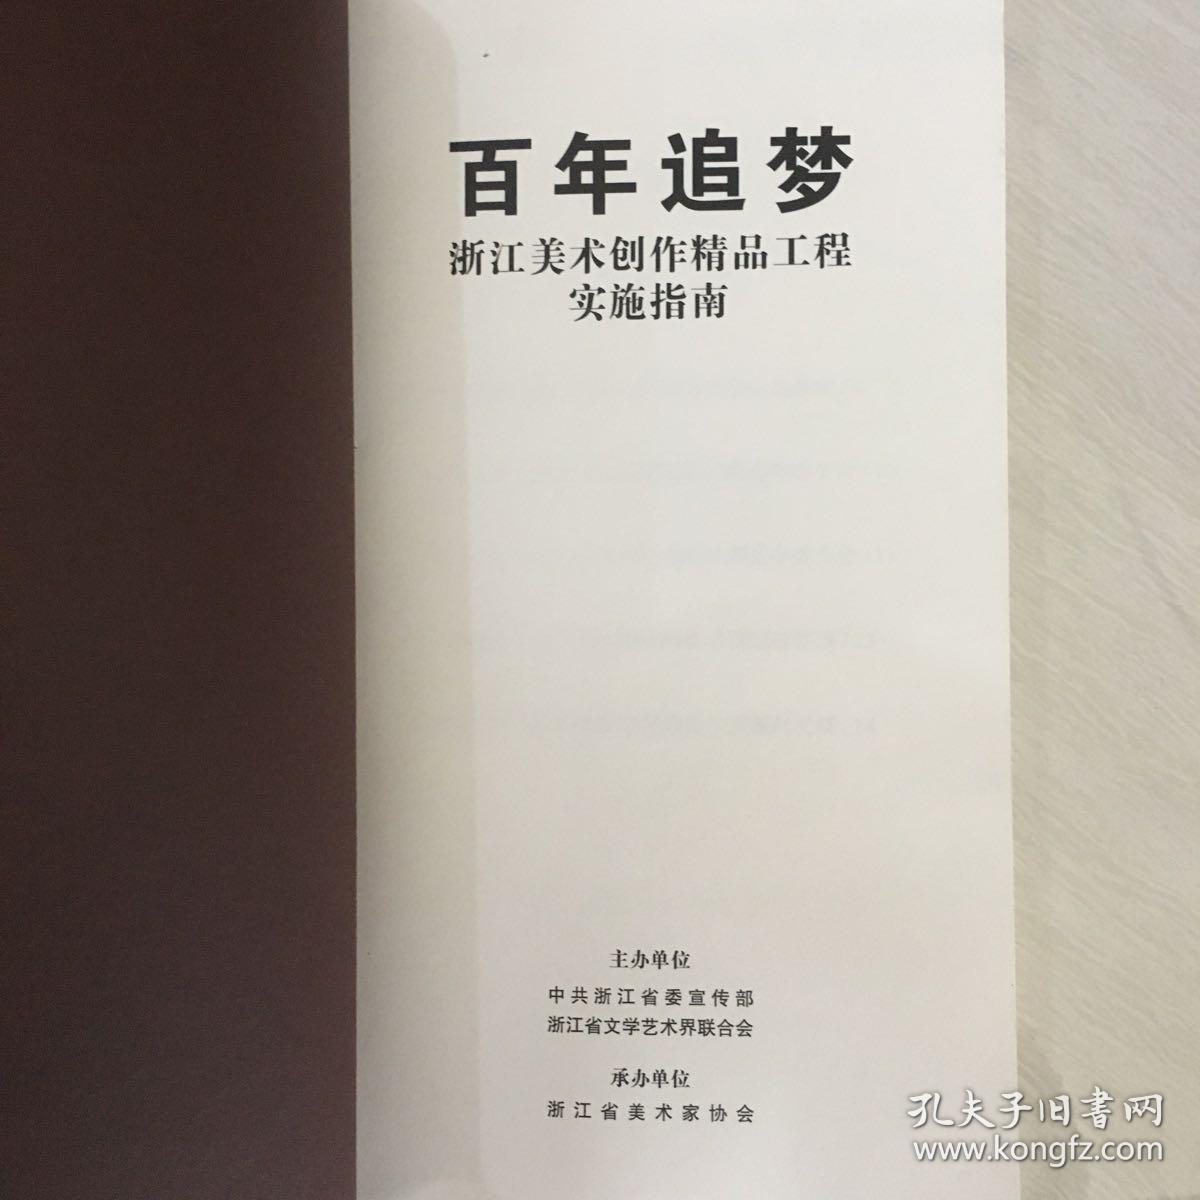 百年追梦
浙江美术创作精品工程
实施指南
主办单位
中共浙江省委宣传部
浙江省文学艺术界联合会
承办单位
浙江省美术家协会
孔夫子旧书网
www.kongfz.com